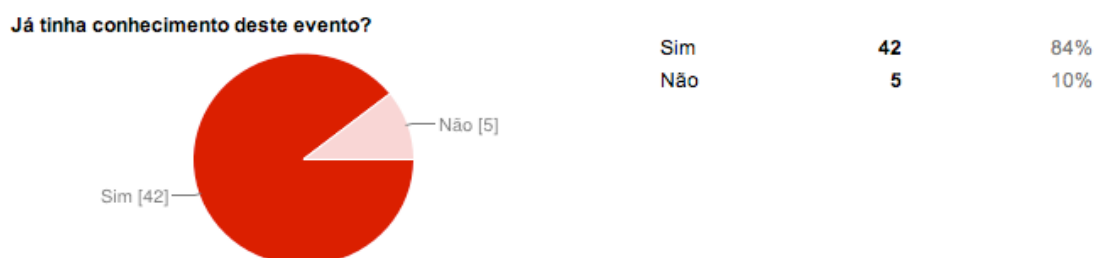 Já tinha conhecimento deste evento?
Sim 42 84%
Não 5 10%
Não [5]
Sim [42]